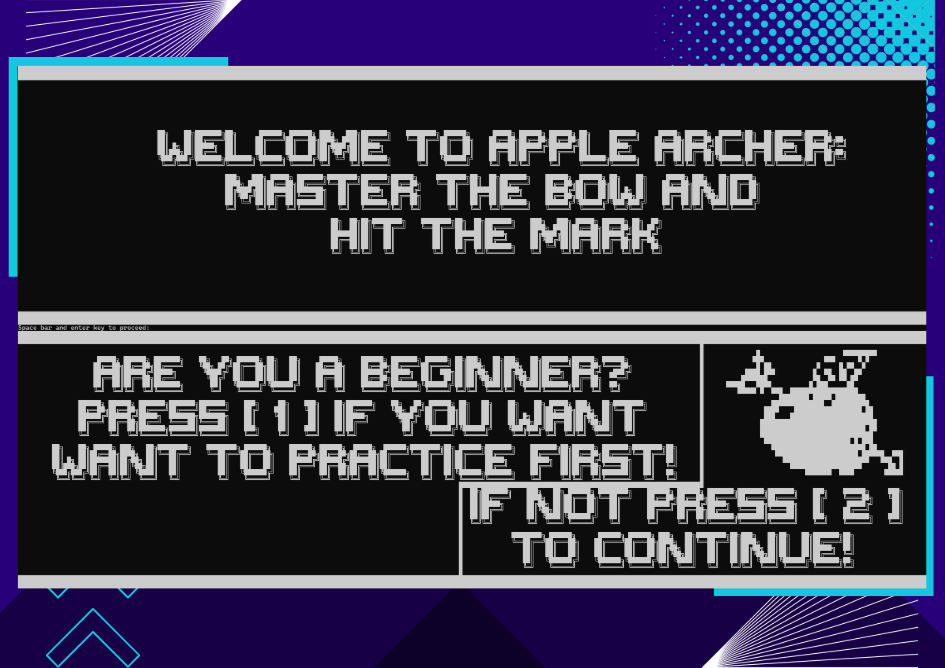 WELCOME TO APPLE ARCHER:
MASTER THE BOW AND
HIT THE MARK
Space bar and enter key to proceed:
ARE YOU A BEGINNER?
PRESS [ 1 ] IF YOU WANT
WANT TO PRACTICE FIRST!
IF NOT PRESS [ 2 ]
TO CONTINUE!